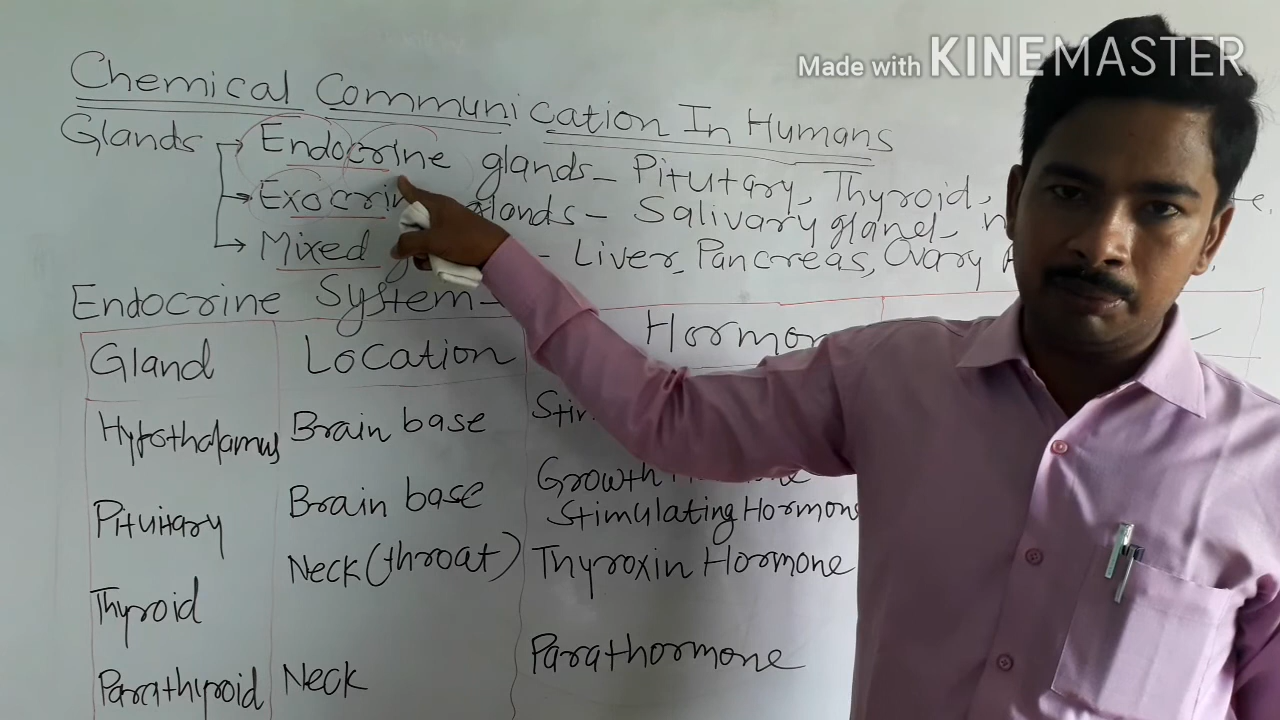 Made with KINEMASTER
Chemical Communication In Humans
Glands Endocrine glands - Pitutary, Thyroid,
Exocrin glands - Salivary gland
Mixed - Liver, Pancreas, Ovary
Endocrine System -
Gland Location Hormon
Hypothalamus Brain base
Pituitary Brain base Growth
Stimulating Hormon
Thyroid Neck (throat) Thyroxin Hormone
Parathyroid Neck Parathormone